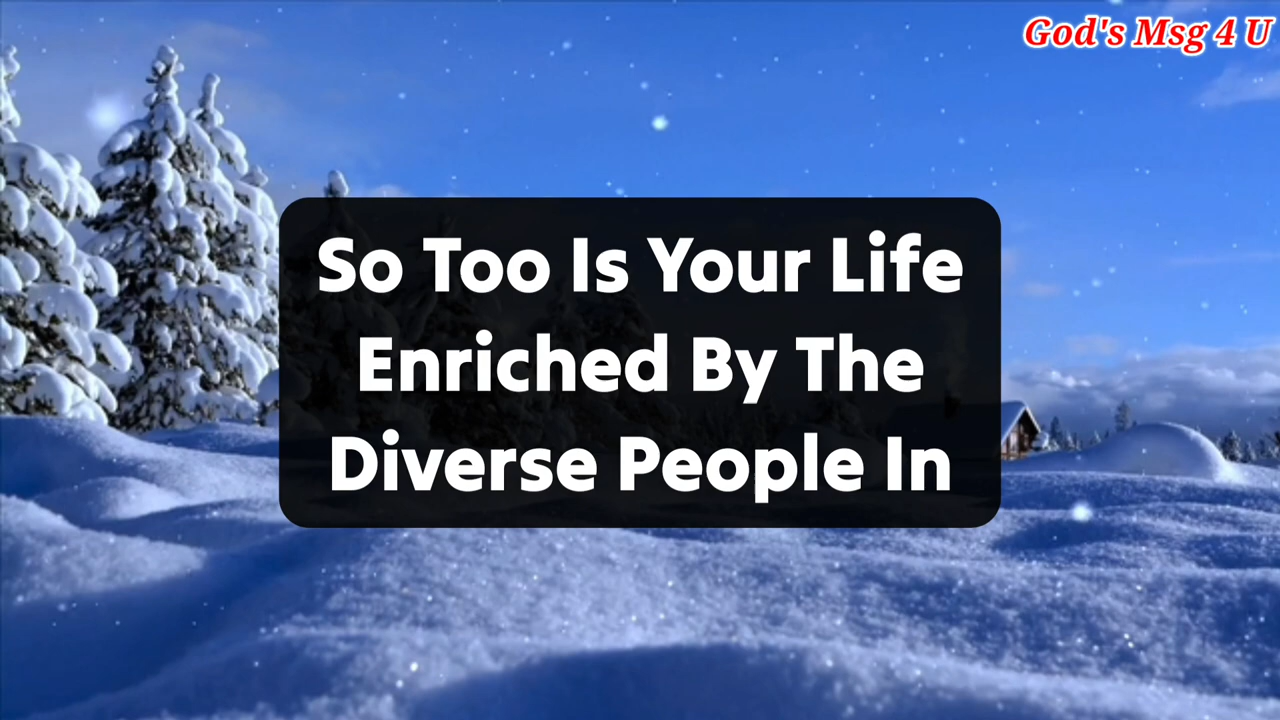 God's Msg 4 U
So Too Is Your Life
Enriched By The
Diverse People In